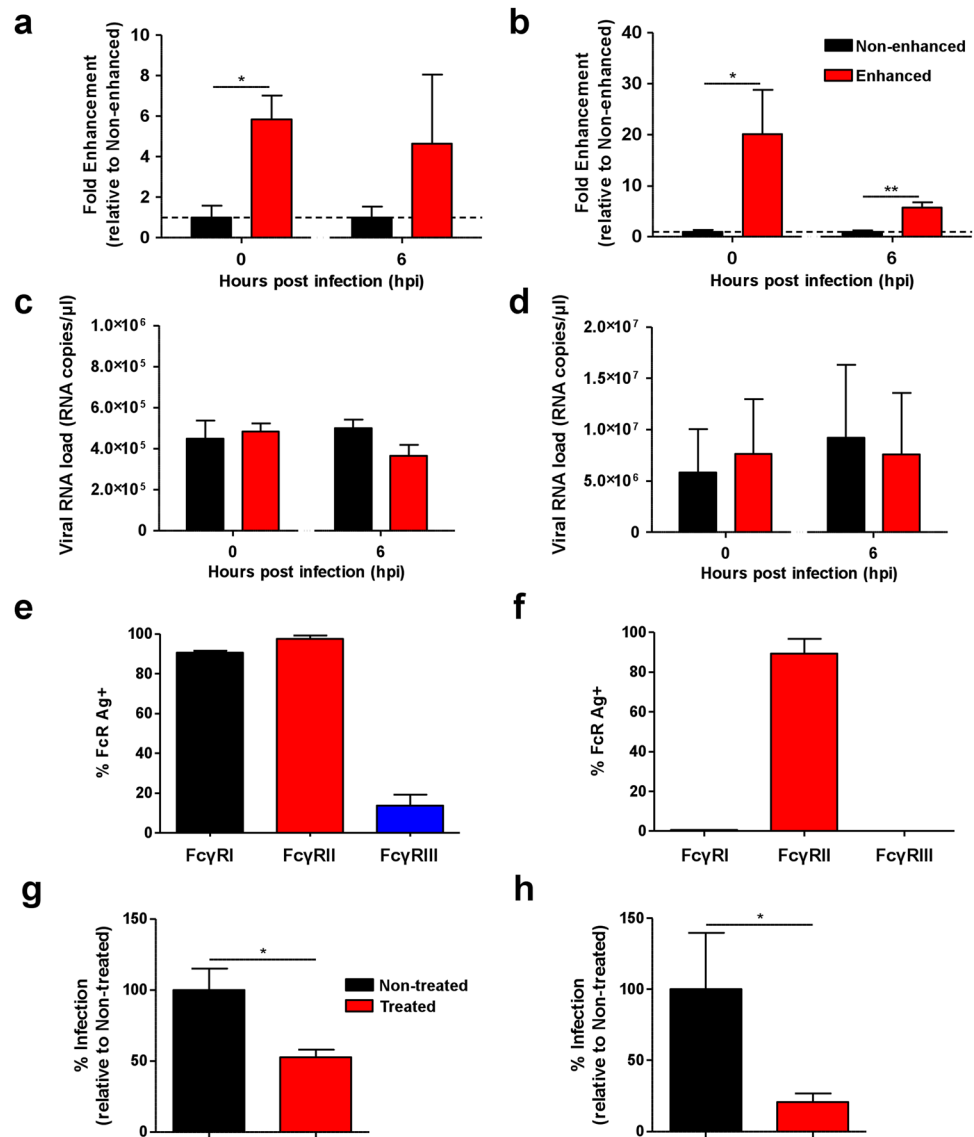 a
Fold Enhancement
(relative to Non-enhanced)
10
8
6
4
2
0
*
0
6
Hours post infection (hpi)
b
Fold Enhancement
(relative to Non-enhanced)
40
30
20
10
0
*
**
Non-enhanced
Enhanced
0
6
Hours post infection (hpi)
c
Viral RNA load (RNA copies/µl)
1.0×10⁶
8.0×10⁵
6.0×10⁵
4.0×10⁵
2.0×10⁵
0
0
6
Hours post infection (hpi)
d
Viral RNA load (RNA copies/µl)
2.0×10⁷
1.5×10⁷
1.0×10⁷
5.0×10⁶
0
0
6
Hours post infection (hpi)
e
% FcR Ag+
100
80
60
40
20
0
FcγRI
FcγRII
FcγRIII
f
% FcR Ag+
100
80
60
40
20
0
FcγRI
FcγRII
FcγRIII
g
% Infection
(relative to Non-treated)
150
100
50
0
*
Non-treated
Treated
h
% Infection
(relative to Non-treated)
150
100
50
0
*